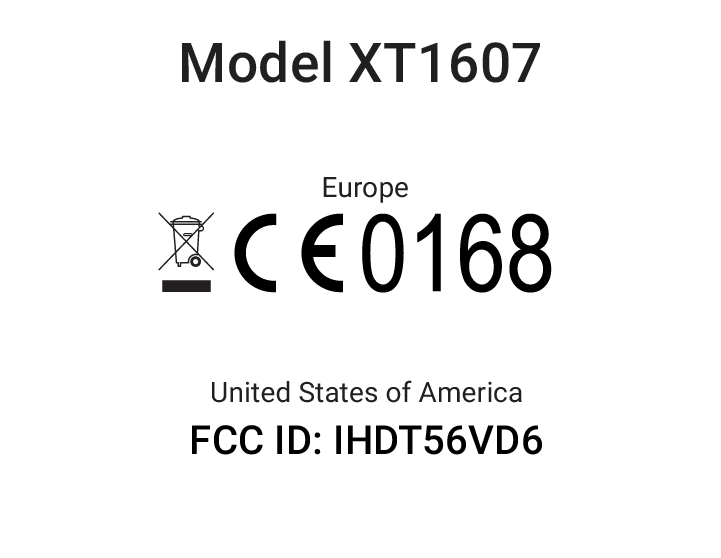 Model XT1607
Europe
CE0168
United States of America
FCC ID: IHDT56VD6